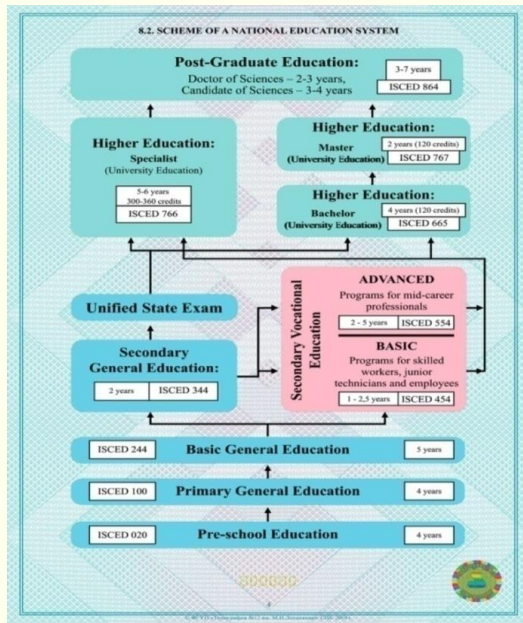 8.2. SCHEME OF A NATIONAL EDUCATION SYSTEM
Post-Graduate Education:
Doctor of Sciences – 2-3 years,
Candidate of Sciences – 3-4 years
3-7 years
ISCED 864
Higher Education:
Specialist
(University Education)
5-6 years
300-360 credits
ISCED 766
Higher Education:
Master
(University Education)
2 years (120 credits)
ISCED 767
Higher Education:
Bachelor
(University Education)
4 years (120 credits)
ISCED 665
Unified State Exam
Secondary
General Education:
2 years
ISCED 344
Secondary Vocational
Education
ADVANCED
Programs for mid-career
professionals
2 - 5 years
ISCED 554
BASIC
Programs for skilled
workers, junior
technicians and employees
1 - 2,5 years
ISCED 454
ISCED 244
Basic General Education
5 years
ISCED 100
Primary General Education
4 years
ISCED 020
Pre-school Education
4 years
000000
4